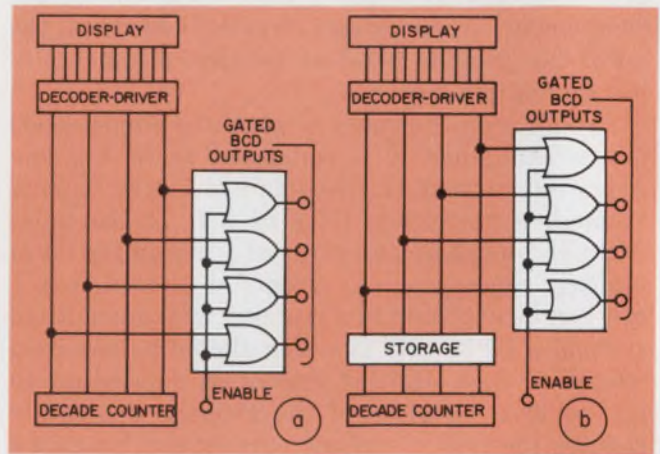 DISPLAY
DECODER-DRIVER
GATED
BCD
OUTPUTS
ENABLE
DECADE COUNTER
a
DISPLAY
DECODER-DRIVER
GATED
BCD
OUTPUTS
STORAGE
ENABLE
DECADE COUNTER
b